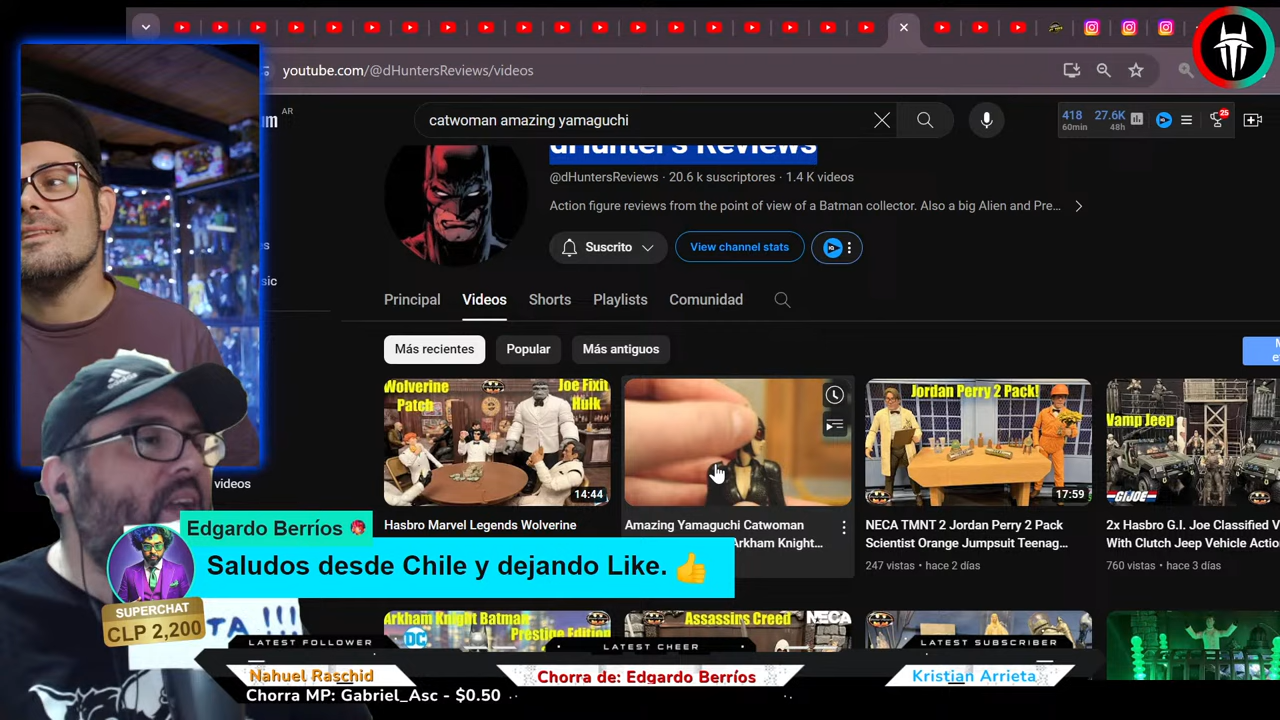 youtube.com/@dHuntersReviews/videos
um
AR
catwoman amazing yamaguchi
418
60min
27.6K
48h
25
dHunters Reviews
@dHuntersReviews · 20.6 k suscriptores · 1.4 K videos
Action figure reviews from the point of view of a Batman collector. Also a big Alien and Pre...
Suscrito
View channel stats
Principal
Videos
Shorts
Playlists
Comunidad
Más recientes
Popular
Más antiguos
Wolverine Patch
Joe Fixit Hulk
14:44
Jordan Perry 2 Pack!
17:59
Vamp Jeep
G.I.JOE
videos
Hasbro Marvel Legends Wolverine
Amazing Yamaguchi Catwoman
Arkham Knight...
NECA TMNT 2 Jordan Perry 2 Pack
Scientist Orange Jumpsuit Teenag...
247 vistas · hace 2 días
2x Hasbro G.I. Joe Classified V
With Clutch Jeep Vehicle Action
760 vistas · hace 3 días
Edgardo Berríos
Saludos desde Chile y dejando Like. 👍
SUPERCHAT
CLP 2,200
TA !!!
Arkham Knight Batman
Prestige Edition
DC
Assassins Creed
NECA
LATEST FOLLOWER
Nahuel Raschid
LATEST CHEER
Chorra de: Edgardo Berríos
LATEST SUBSCRIBER
Kristian Arrieta
Chorra MP: Gabriel_Asc - $0.50